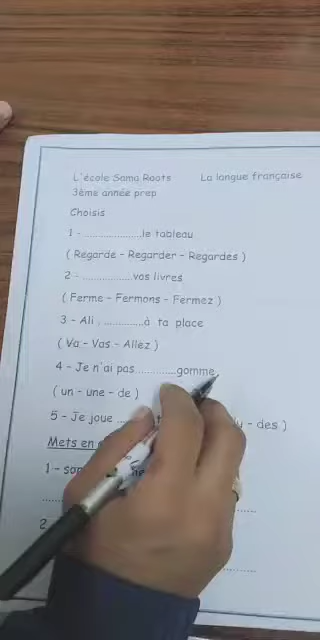 L'école Sama Roots La langue française
3ème année prep
Choisis
1 - ....................le tableau
( Regarde - Regarder - Regardes )
2 - .................vos livres
( Ferme - Fermons - Fermez )
3 - Ali , .............à ta place
( Va - Vas - Allez )
4 - Je n'ai pas.............gomme
( un - une - de )
5 - Je joue - des )
Mets en
1 -
2